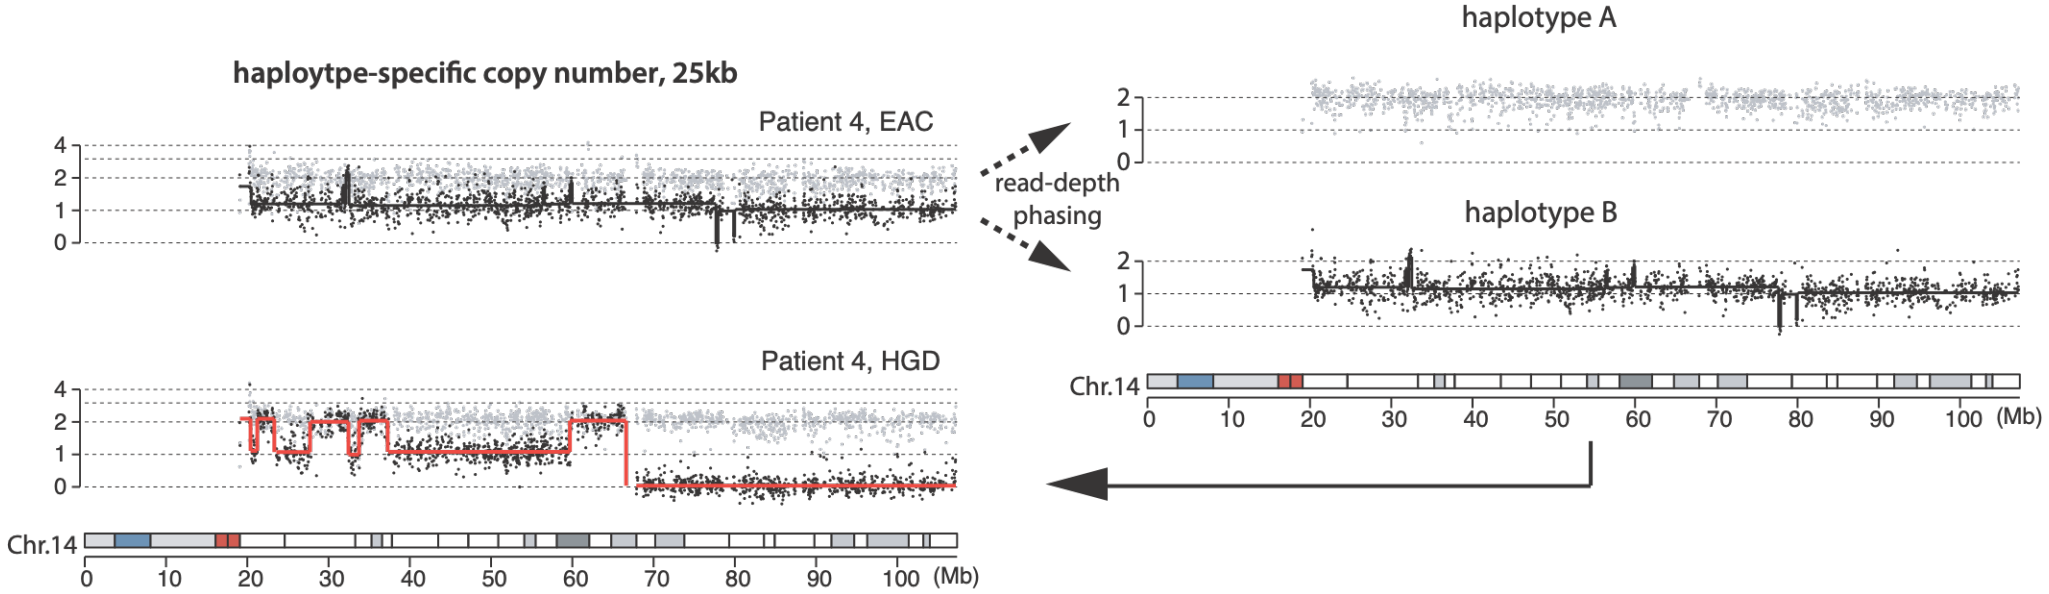 haplotype A
haploytpe-specific copy number, 25kb
Patient 4, EAC
4
2
1
0
read-depth
phasing
2
1
0
haplotype B
2
1
0
Patient 4, HGD
4
2
1
0
Chr.14
0 10 20 30 40 50 60 70 80 90 100 (Mb)
Chr.14
0 10 20 30 40 50 60 70 80 90 100 (Mb)